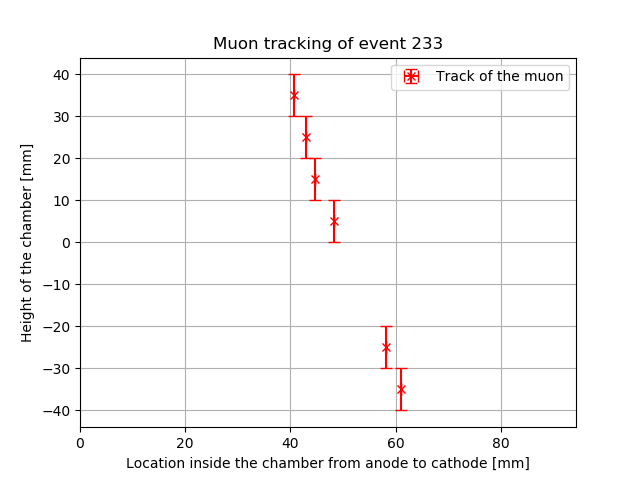 Muon tracking of event 233
Track of the muon
Height of the chamber [mm]
40
30
20
10
0
−10
−20
−30
−40
0 20 40 60 80
Location inside the chamber from anode to cathode [mm]